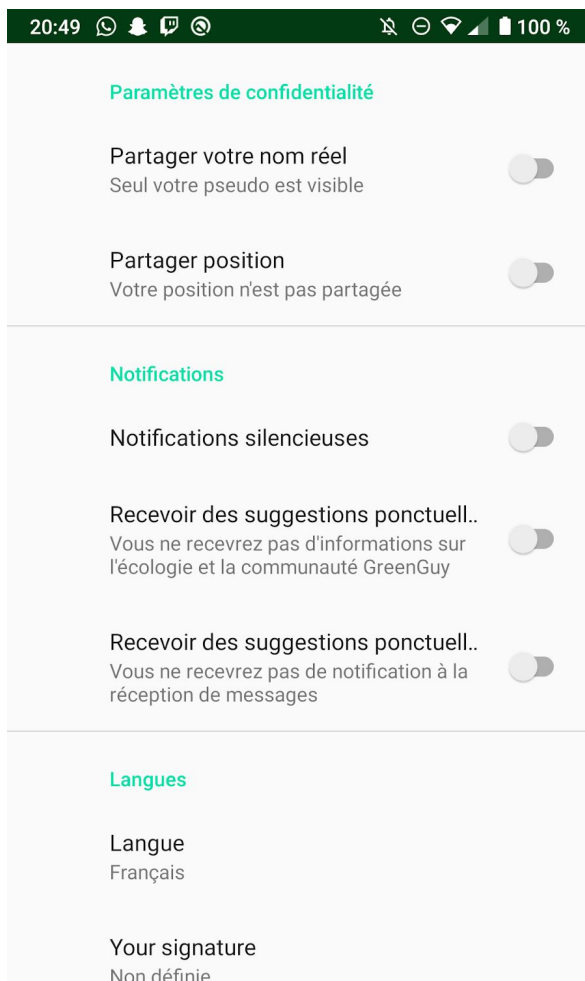 20:49 100 %
Paramètres de confidentialité
Partager votre nom réel
Seul votre pseudo est visible
Partager position
Votre position n'est pas partagée
Notifications
Notifications silencieuses
Recevoir des suggestions ponctuell..
Vous ne recevrez pas d'informations sur
l'écologie et la communauté GreenGuy
Recevoir des suggestions ponctuell..
Vous ne recevrez pas de notification à la
réception de messages
Langues
Langue
Français
Your signature
Non définie